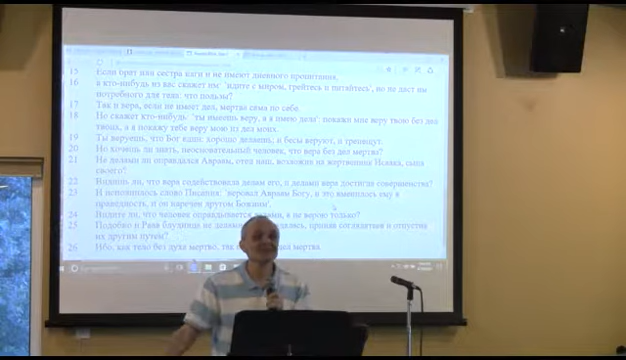 15 Если брат или сестра наги и не имеют дневного пропитания,
16 а кто-нибудь из вас скажет им: 'идите с миром, грейтесь и питайтесь', но не даст им
потребного для тела: что пользы?
17 Так и вера, если не имеет дел, мертва сама по себе.
18 Но скажет кто-нибудь: 'ты имеешь веру, а я имею дела': покажи мне веру твою без дел
твоих, а я покажу тебе веру мою из дел моих.
19 Ты веруешь, что Бог един: хорошо делаешь; и бесы веруют, и трепещут.
20 Но хочешь ли знать, неосновательный человек, что вера без дел мертва?
21 Не делами ли оправдался Авраам, отец наш, возложив на жертвенник Исаака, сына
своего?
22 Видишь ли, что вера содействовала делам его, и делами вера достигла совершенства?
23 И исполнилось слово Писания: 'веровал Авраам Богу, и это вменилось ему в
праведность, и он наречен другом Божиим'.
24 Видите ли, что человек оправдывается делами, а не верою только?
25 Подобно и Раав блудница не делами приняв соглядатаев и отпустив
их другим путем?
26 Ибо, как тело без духа мертво, так дел мертва.